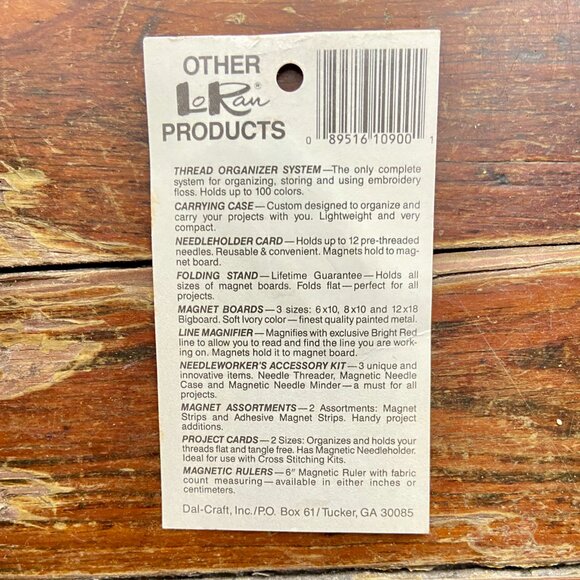 OTHER
LoRan®
PRODUCTS
0 89516 10900 1
THREAD ORGANIZER SYSTEM—The only complete
system for organizing, storing and using embroidery
floss. Holds up to 100 colors.
CARRYING CASE — Custom designed to organize and
carry your projects with you. Lightweight and very
compact.
NEEDLEHOLDER CARD — Holds up to 12 pre-threaded
needles. Reusable & convenient. Magnets hold to mag-
net board.
FOLDING STAND — Lifetime Guarantee — Holds all
sizes of magnet boards. Folds flat — perfect for all
projects.
MAGNET BOARDS — 3 sizes: 6x10, 8x10 and 12x18
Bigboard. Soft Ivory color — finest quality painted metal.
LINE MAGNIFIER — Magnifies with exclusive Bright Red
line to allow you to read and find the line you are work-
ing on. Magnets hold it to magnet board.
NEEDLEWORKER'S ACCESSORY KIT — 3 unique and
innovative items. Needle Threader, Magnetic Needle
Case and Magnetic Needle Minder — a must for all
projects.
MAGNET ASSORTMENTS — 2 Assortments: Magnet
Strips and Adhesive Magnet Strips. Handy project
additions.
PROJECT CARDS — 2 Sizes: Organizes and holds your
threads flat and tangle free. Has Magnetic Needleholder.
Ideal for use with Cross Stitching Kits.
MAGNETIC RULERS — 6" Magnetic Ruler with fabric
count measuring — available in either inches or
centimeters.
Dal-Craft, Inc./P.O. Box 61/Tucker, GA 30085